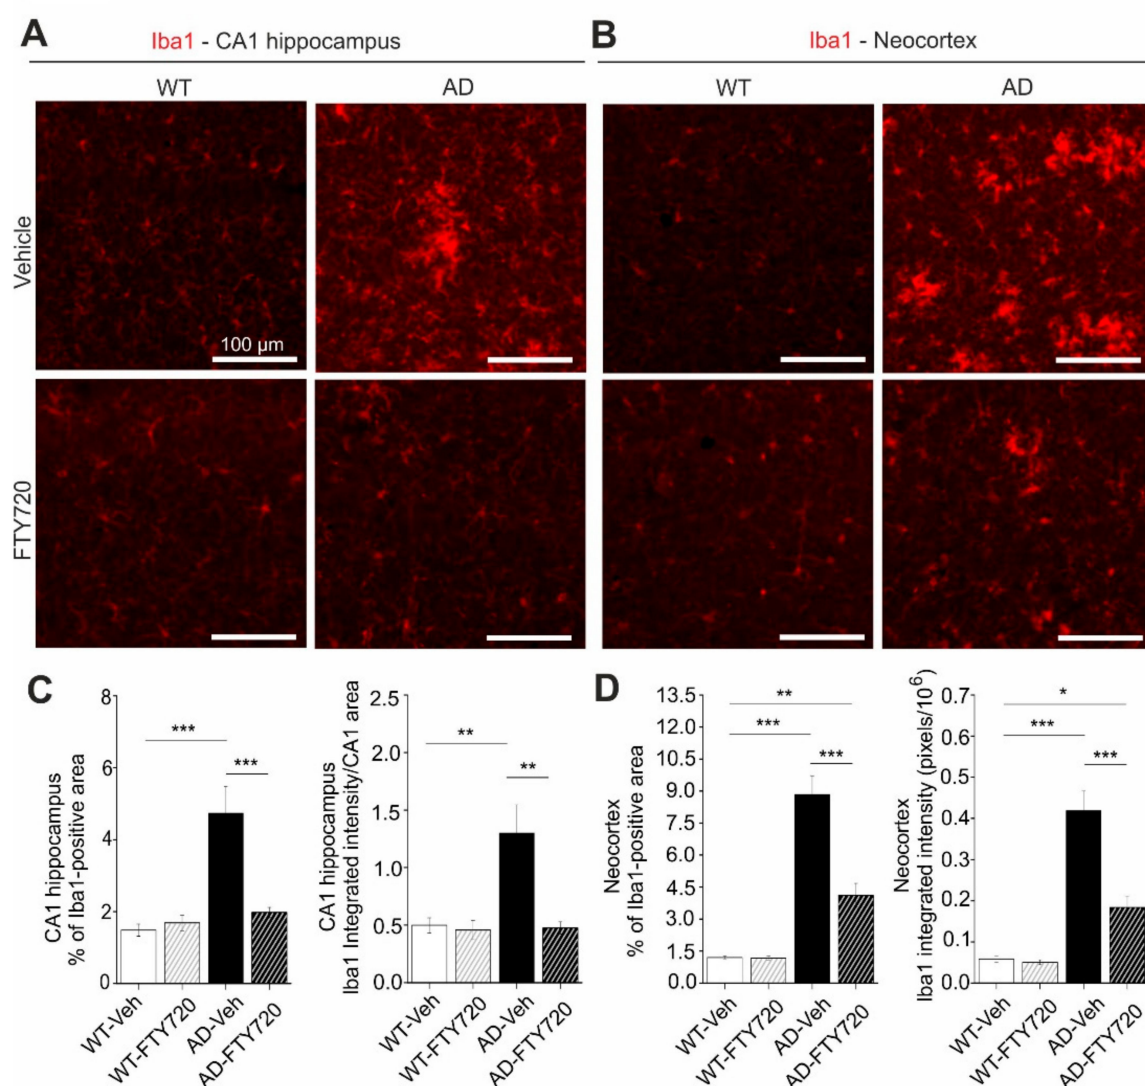 A
Iba1 - CA1 hippocampus
B
Iba1 - Neocortex
WT
AD
WT
AD
Vehicle
100 µm
FTY720
C
CA1 hippocampus
% of Iba1-positive area
8
6
4
2
0
***
***
WT-Veh
WT-FTY720
AD-Veh
AD-FTY720
CA1 hippocampus
Iba1 Integrated intensity/CA1 area
2.5
2.0
1.5
1.0
0.5
0.0
**
**
WT-Veh
WT-FTY720
AD-Veh
AD-FTY720
D
Neocortex
% of Iba1-positive area
13.5
12.0
10.5
9.0
7.5
6.0
4.5
3.0
1.5
0.0
**
***
***
WT-Veh
WT-FTY720
AD-Veh
AD-FTY720
Neocortex
Iba1 integrated intensity (pixels/10⁶)
0.7
0.6
0.5
0.4
0.3
0.2
0.1
0.0
*
***
***
WT-Veh
WT-FTY720
AD-Veh
AD-FTY720